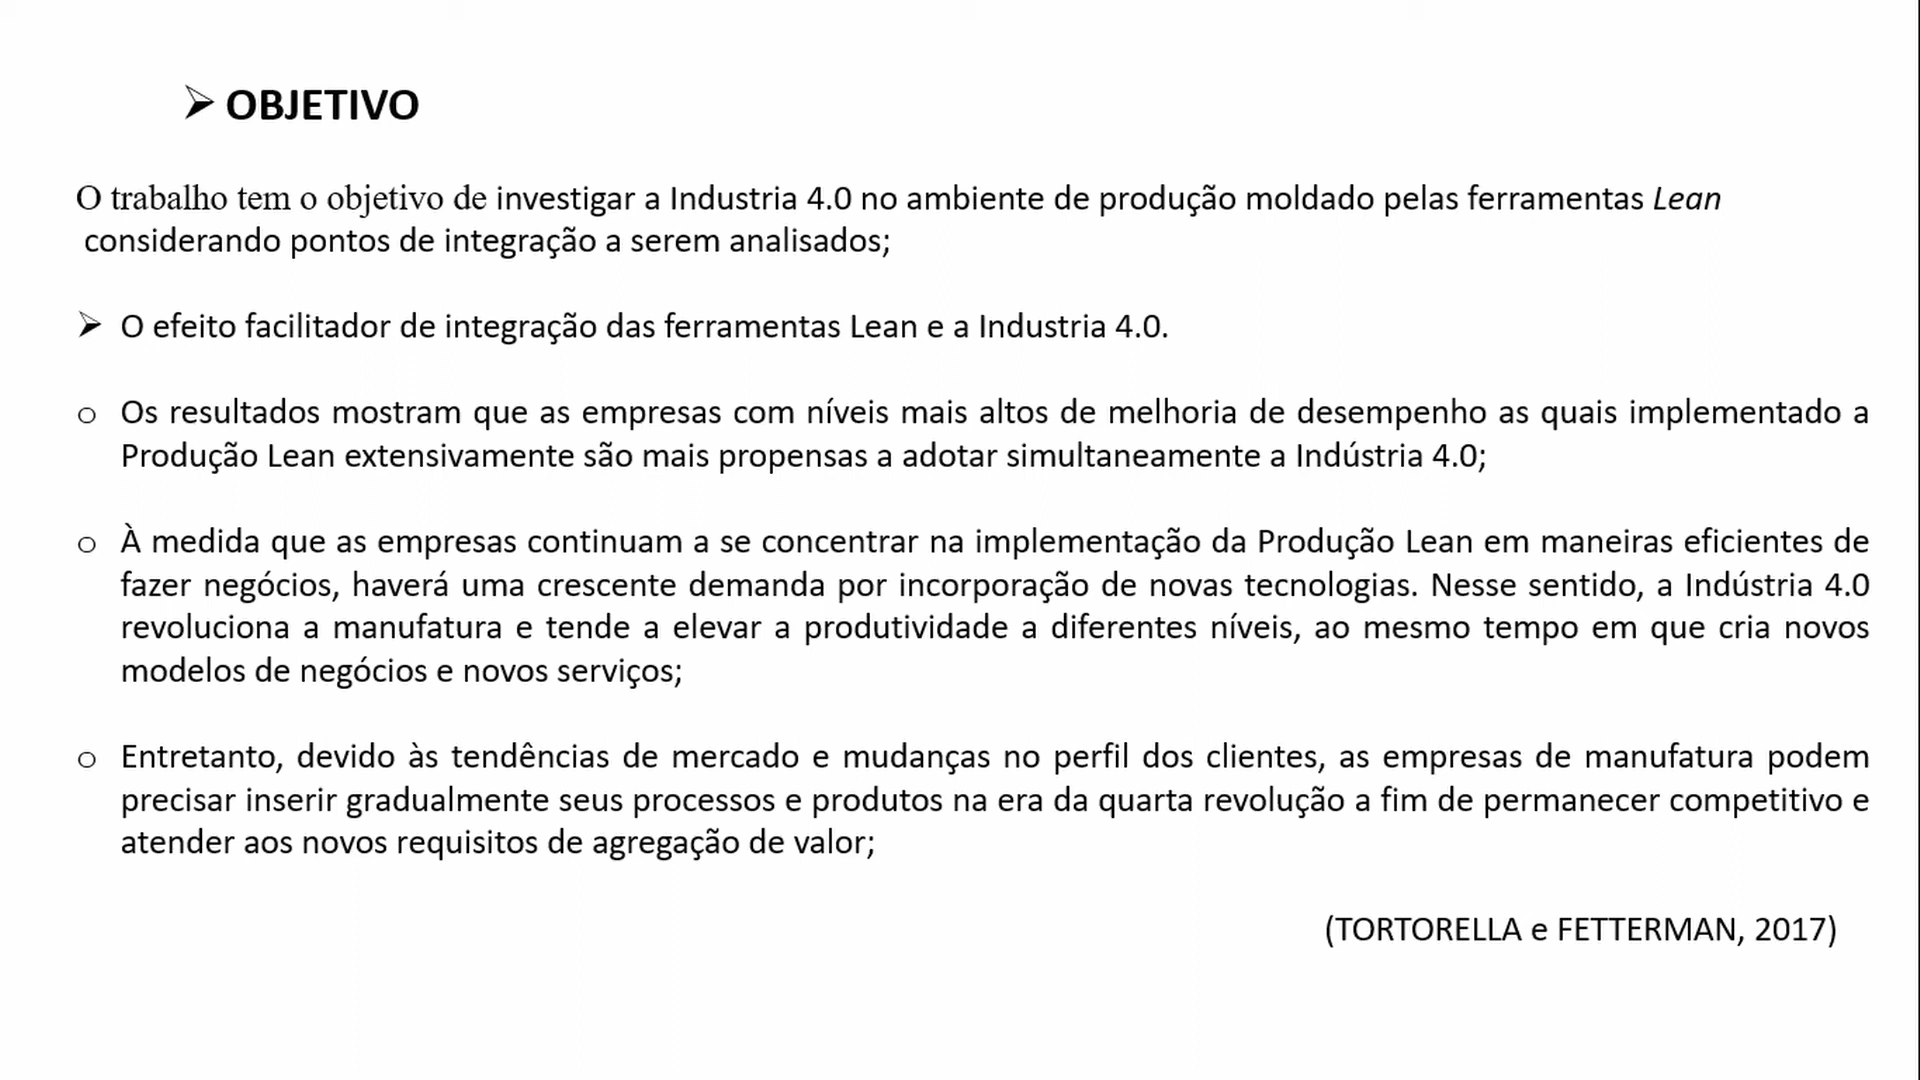 ➢ OBJETIVO
O trabalho tem o objetivo de investigar a Industria 4.0 no ambiente de produção moldado pelas ferramentas Lean
considerando pontos de integração a serem analisados;
➢ O efeito facilitador de integração das ferramentas Lean e a Industria 4.0.
o Os resultados mostram que as empresas com níveis mais altos de melhoria de desempenho as quais implementado a
Produção Lean extensivamente são mais propensas a adotar simultaneamente a Indústria 4.0;
o À medida que as empresas continuam a se concentrar na implementação da Produção Lean em maneiras eficientes de
fazer negócios, haverá uma crescente demanda por incorporação de novas tecnologias. Nesse sentido, a Indústria 4.0
revoluciona a manufatura e tende a elevar a produtividade a diferentes níveis, ao mesmo tempo em que cria novos
modelos de negócios e novos serviços;
o Entretanto, devido às tendências de mercado e mudanças no perfil dos clientes, as empresas de manufatura podem
precisar inserir gradualmente seus processos e produtos na era da quarta revolução a fim de permanecer competitivo e
atender aos novos requisitos de agregação de valor;
(TORTORELLA e FETTERMAN, 2017)